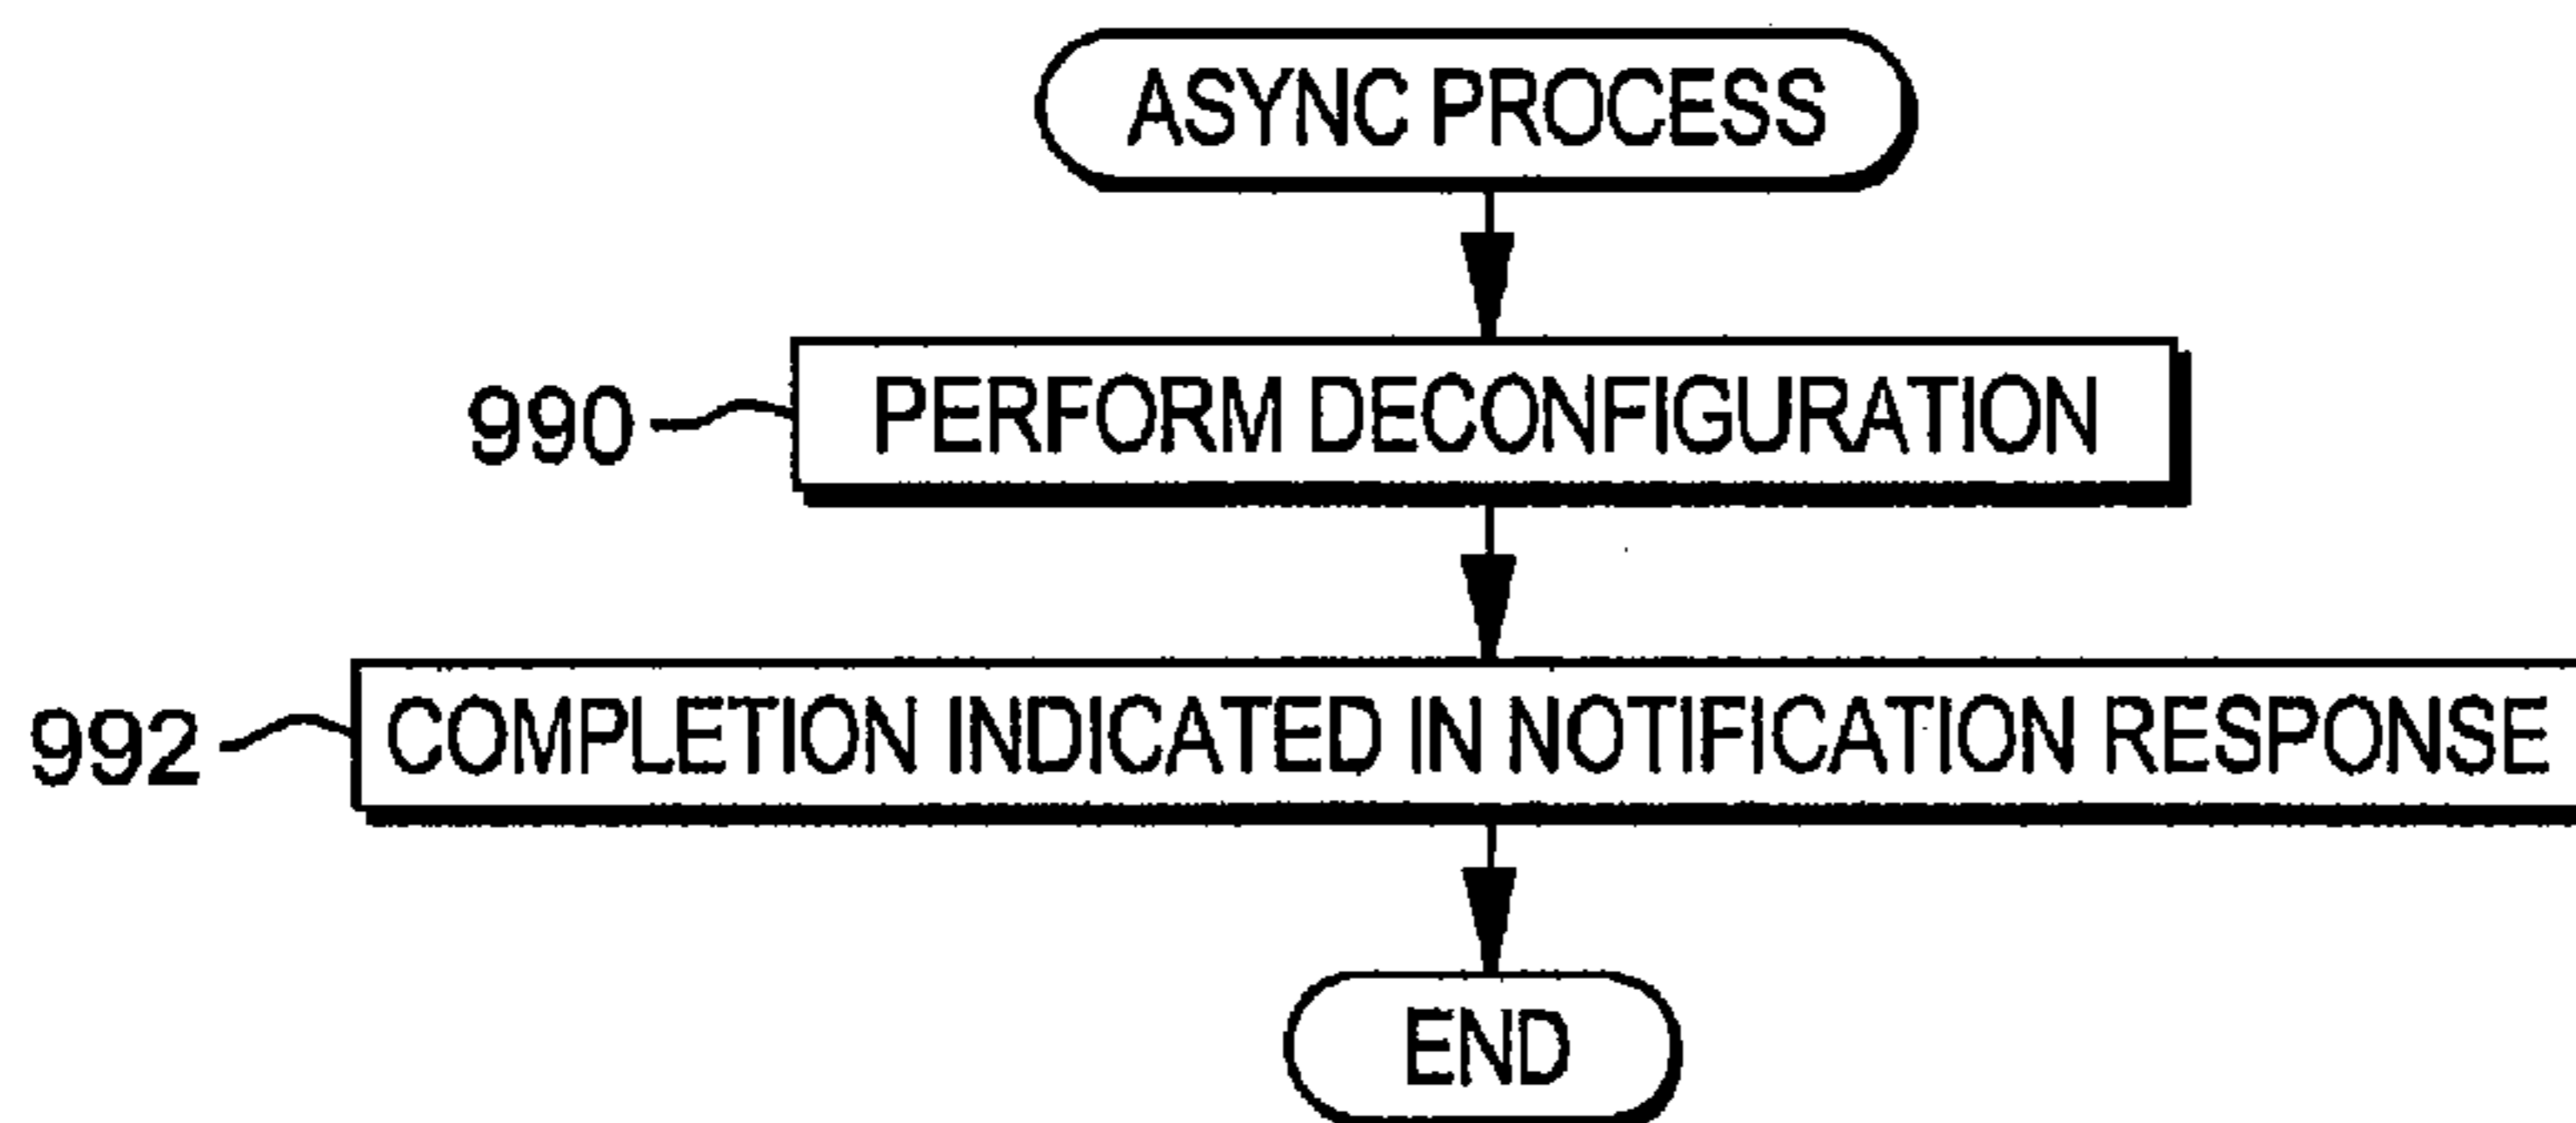 ASYNC PROCESS
990 PERFORM DECONFIGURATION
992 COMPLETION INDICATED IN NOTIFICATION RESPONSE
END